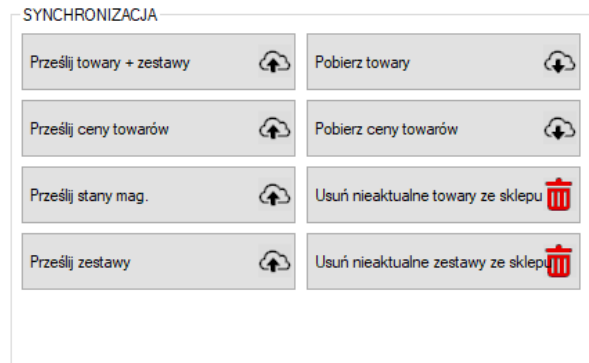 SYNCHRONIZACJA
Prześlij towary + zestawy
Pobierz towary
Prześlij ceny towarów
Pobierz ceny towarów
Prześlij stany mag.
Usuń nieaktualne towary ze sklepu
Prześlij zestawy
Usuń nieaktualne zestawy ze sklepu